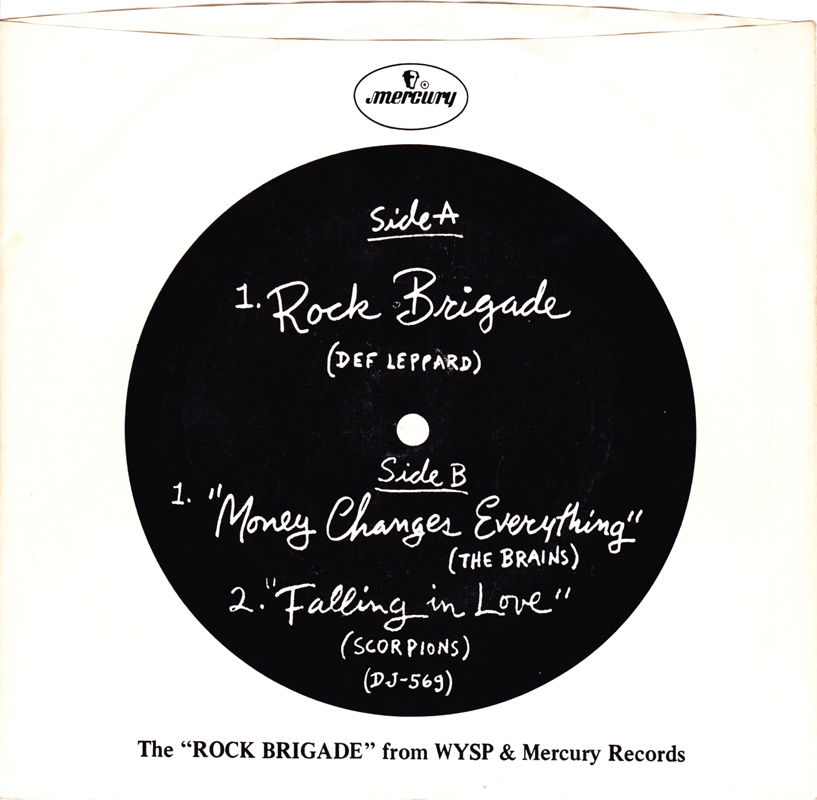 mercury ®
Side A
1. Rock Brigade
(DEF LEPPARD)
Side B
1. "Money Changes Everything"
(THE BRAINS)
2. "Falling in Love"
(SCORPIONS)
(DJ-569)
The “ROCK BRIGADE” from WYSP & Mercury Records